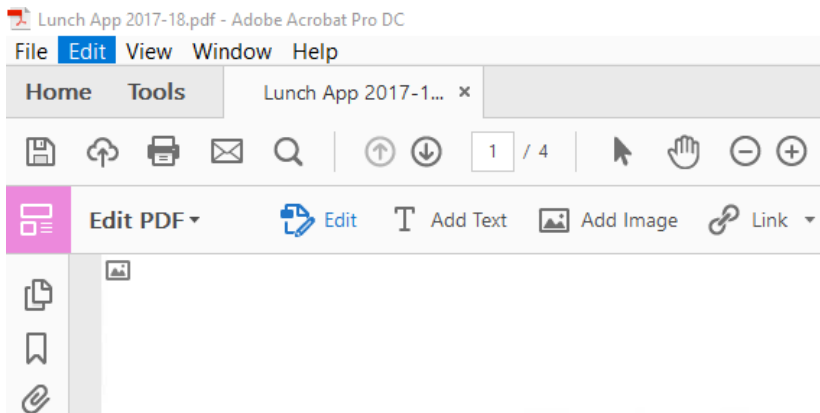 Lunch App 2017-18.pdf - Adobe Acrobat Pro DC
File Edit View Window Help
Home Tools Lunch App 2017-1... ×
1 / 4
Edit PDF Edit Add Text Add Image Link